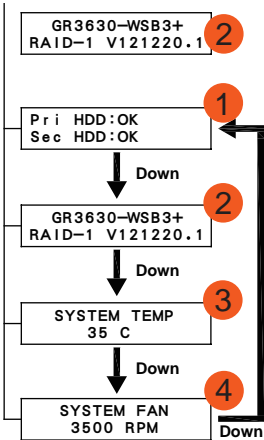 GR3630-WSB3+
RAID-1 V121220.1
2
1
Pri HDD:OK
Sec HDD:OK
Down
2
GR3630-WSB3+
RAID-1 V121220.1
Down
3
SYSTEM TEMP
35 C
Down
4
SYSTEM FAN
3500 RPM
Down